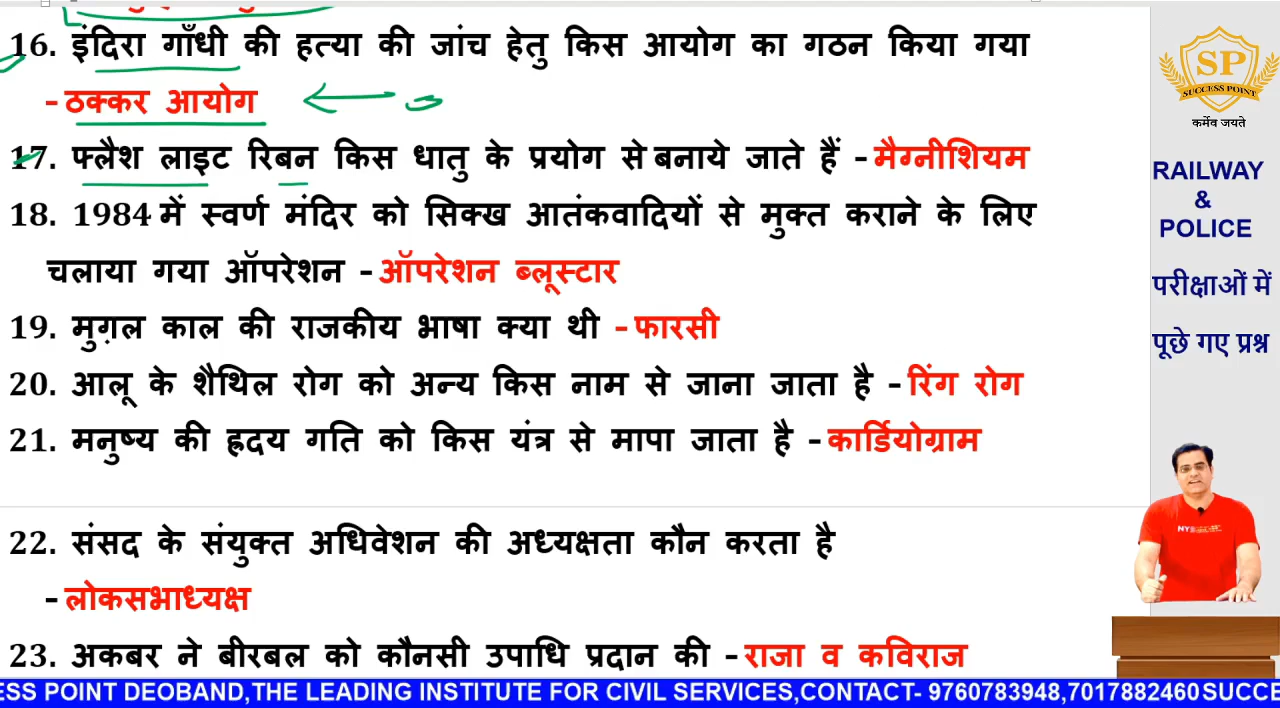 16. इंदिरा गाँधी की हत्या की जांच हेतु किस आयोग का गठन किया गया
- ठक्कर आयोग
17. फ्लैश लाइट रिबन किस धातु के प्रयोग से बनाये जाते हैं - मैग्नीशियम
18. 1984 में स्वर्ण मंदिर को सिक्ख आतंकवादियों से मुक्त कराने के लिए
चलाया गया ऑपरेशन - ऑपरेशन ब्लूस्टार
19. मुग़ल काल की राजकीय भाषा क्या थी - फारसी
20. आलू के शैथिल रोग को अन्य किस नाम से जाना जाता है - रिंग रोग
21. मनुष्य की ह्रदय गति को किस यंत्र से मापा जाता है - कार्डियोग्राम
22. संसद के संयुक्त अधिवेशन की अध्यक्षता कौन करता है
- लोकसभाध्यक्ष
23. अकबर ने बीरबल को कौनसी उपाधि प्रदान की - राजा व कविराज
SP
SUCCESS POINT
कर्मेव जयते
RAILWAY
&
POLICE
परीक्षाओं में
पूछे गए प्रश्न
ESS POINT DEOBAND,THE LEADING INSTITUTE FOR CIVIL SERVICES,CONTACT- 9760783948,7017882460 SUCCE